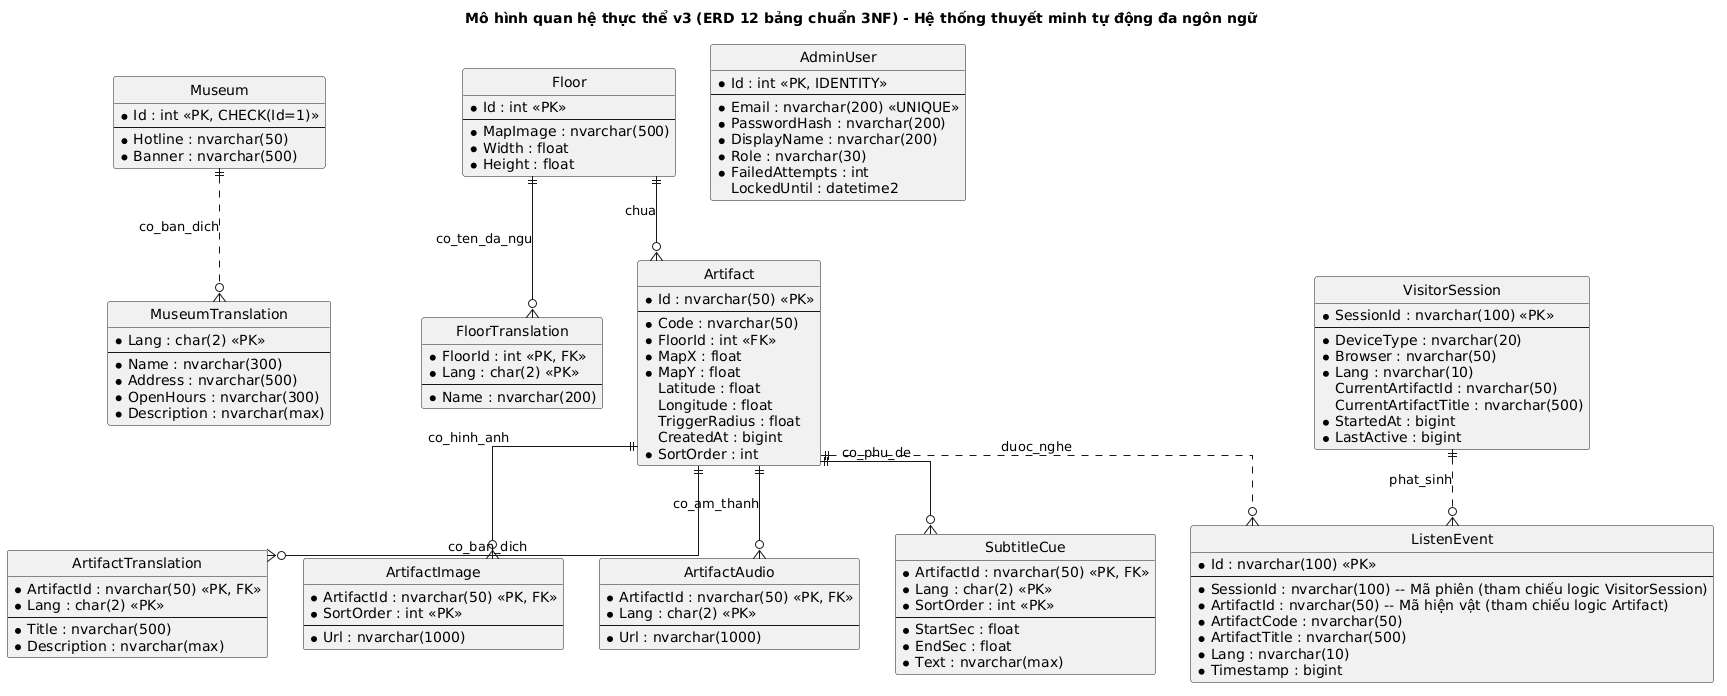 Mô hình quan hệ thực thể v3 (ERD 12 bảng chuẩn 3NF) - Hệ thống thuyết minh tự động đa ngôn ngữ
Museum
Id : int «PK, CHECK(Id=1)»
Hotline : nvarchar(50)
Banner : nvarchar(500)
Floor
Id : int «PK»
MapImage : nvarchar(500)
Width : float
Height : float
AdminUser
Id : int «PK, IDENTITY»
Email : nvarchar(200) «UNIQUE»
PasswordHash : nvarchar(200)
DisplayName : nvarchar(200)
Role : nvarchar(30)
FailedAttempts : int
LockedUntil : datetime2
co_ban_dich
co_ten_da_ngu
chua
MuseumTranslation
Lang : char(2) «PK»
Name : nvarchar(300)
Address : nvarchar(500)
OpenHours : nvarchar(300)
Description : nvarchar(max)
FloorTranslation
FloorId : int «PK, FK»
Lang : char(2) «PK»
Name : nvarchar(200)
Artifact
Id : nvarchar(50) «PK»
Code : nvarchar(50)
FloorId : int «FK»
MapX : float
MapY : float
Latitude : float
Longitude : float
TriggerRadius : float
CreatedAt : bigint
SortOrder : int
VisitorSession
SessionId : nvarchar(100) «PK»
DeviceType : nvarchar(20)
Browser : nvarchar(50)
Lang : nvarchar(10)
CurrentArtifactId : nvarchar(50)
CurrentArtifactTitle : nvarchar(500)
StartedAt : bigint
LastActive : bigint
co_hinh_anh
co_phu_de
duoc_nghe
phat_sinh
co_am_thanh
co_ban_dich
ArtifactTranslation
ArtifactId : nvarchar(50) «PK, FK»
Lang : char(2) «PK»
Title : nvarchar(500)
Description : nvarchar(max)
ArtifactImage
ArtifactId : nvarchar(50) «PK, FK»
SortOrder : int «PK»
Url : nvarchar(1000)
ArtifactAudio
ArtifactId : nvarchar(50) «PK, FK»
Lang : char(2) «PK»
Url : nvarchar(1000)
SubtitleCue
ArtifactId : nvarchar(50) «PK, FK»
Lang : char(2) «PK»
SortOrder : int «PK»
StartSec : float
EndSec : float
Text : nvarchar(max)
ListenEvent
Id : nvarchar(100) «PK»
SessionId : nvarchar(100) -- Mã phiên (tham chiếu logic VisitorSession)
ArtifactId : nvarchar(50) -- Mã hiện vật (tham chiếu logic Artifact)
ArtifactCode : nvarchar(50)
ArtifactTitle : nvarchar(500)
Lang : nvarchar(10)
Timestamp : bigint